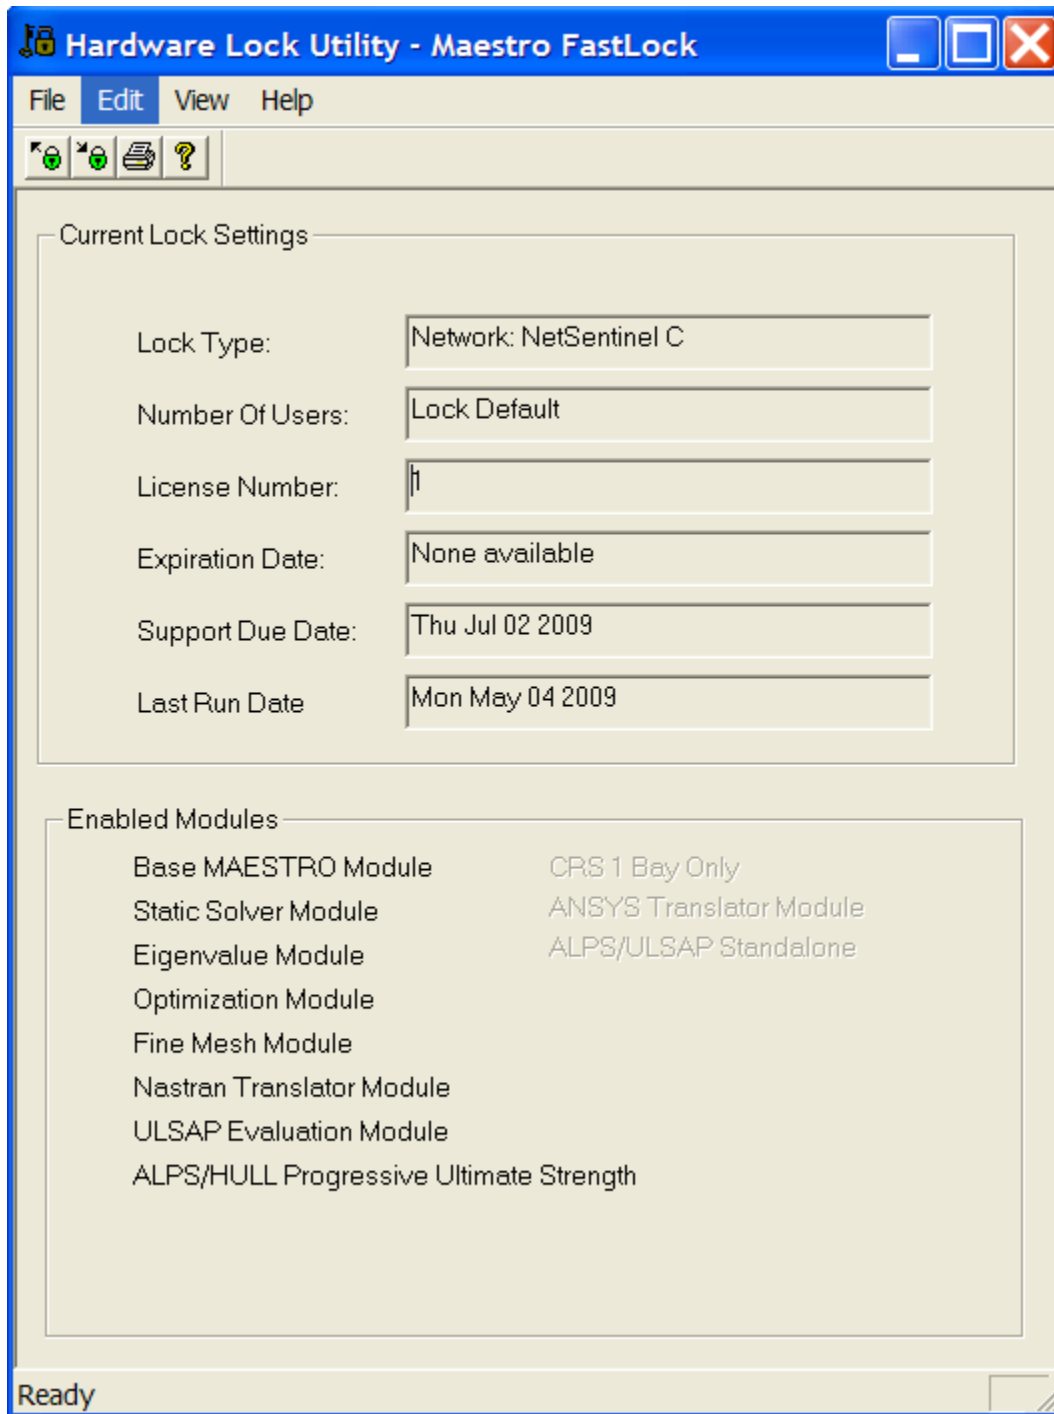 Hardware Lock Utility - Maestro FastLock
File Edit View Help
Current Lock Settings
Lock Type: Network: NetSentinel C
Number Of Users: Lock Default
License Number: 1
Expiration Date: None available
Support Due Date: Thu Jul 02 2009
Last Run Date Mon May 04 2009
Enabled Modules
Base MAESTRO Module CRS 1 Bay Only
Static Solver Module ANSYS Translator Module
Eigenvalue Module ALPS/ULSAP Standalone
Optimization Module
Fine Mesh Module
Nastran Translator Module
ULSAP Evaluation Module
ALPS/HULL Progressive Ultimate Strength
Ready